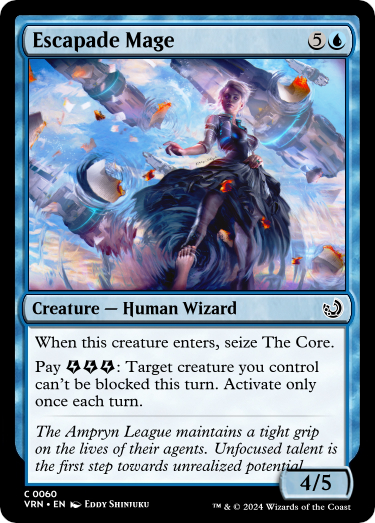 Escapade Mage
5
Creature — Human Wizard
When this creature enters, seize The Core.
Pay : Target creature you control
can't be blocked this turn. Activate only
once each turn.
The Ampryn League maintains a tight grip
on the lives of their agents. Unfocused talent is
the first step towards unrealized potential
4/5
C 0060
VRN • EN Eddy Shinjuku
™ & © 2024 Wizards of the Coast